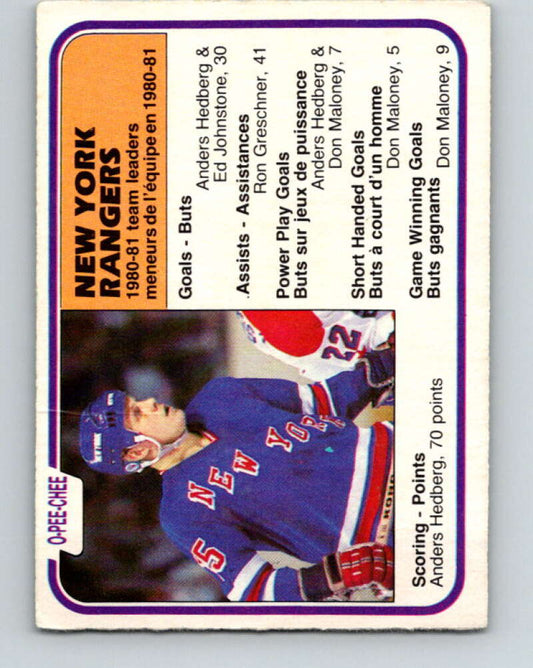 O-PEE-CHEE
NEW YORK
RANGERS
1980-81 team leaders
meneurs de l'équipe en 1980-81
Goals - Buts
Anders Hedberg &
Ed Johnstone, 30
Assists - Assistances
Ron Greschner, 41
Power Play Goals
Buts sur jeux de puissance
Anders Hedberg &
Don Maloney, 7
Short Handed Goals
Buts à court d'un homme
Don Maloney, 5
Game Winning Goals
Buts gagnants
Don Maloney, 9
NEW YOR
15
22
Scoring - Points
Anders Hedberg, 70 points